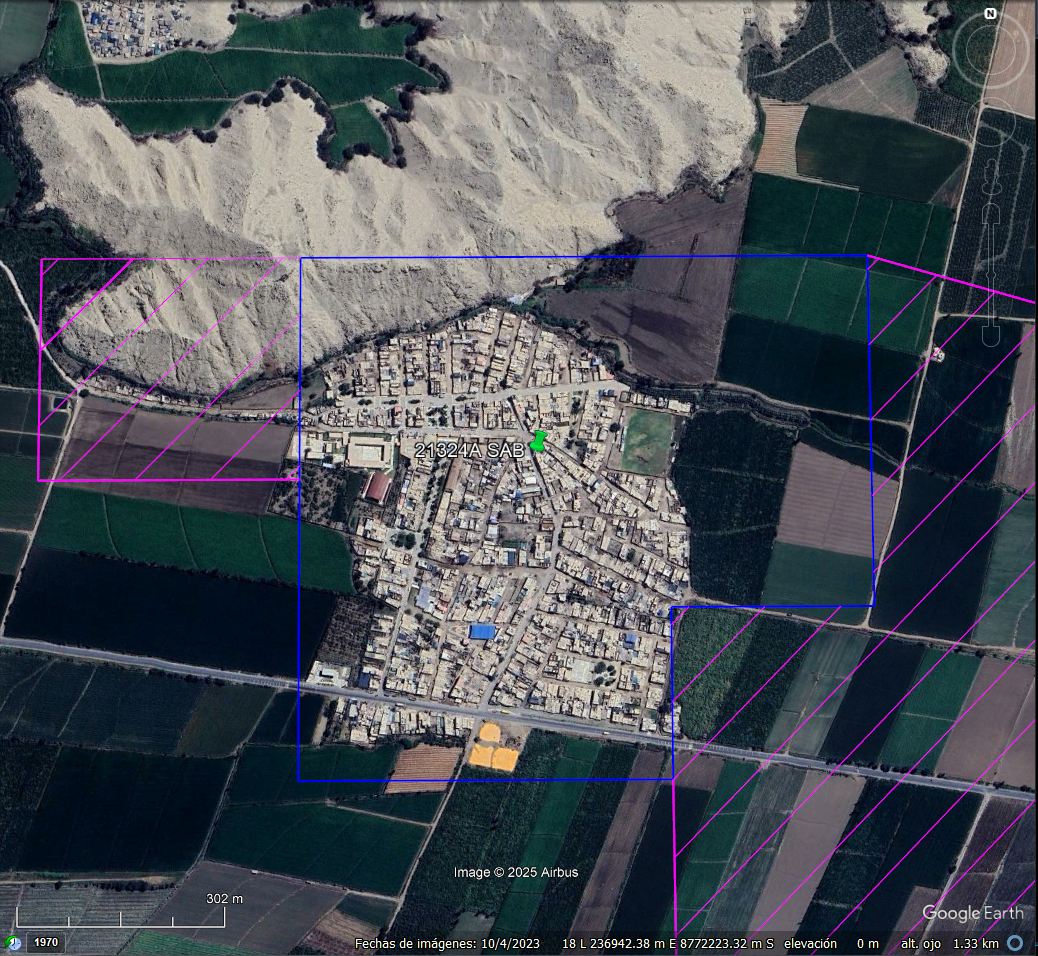 N
21324A SAB
Image © 2025 Airbus
302 m
Google Earth
1970
Fechas de imágenes: 10/4/2023 18 L 236942.38 m E 8772223.32 m S elevación 0 m alt. ojo 1.33 km